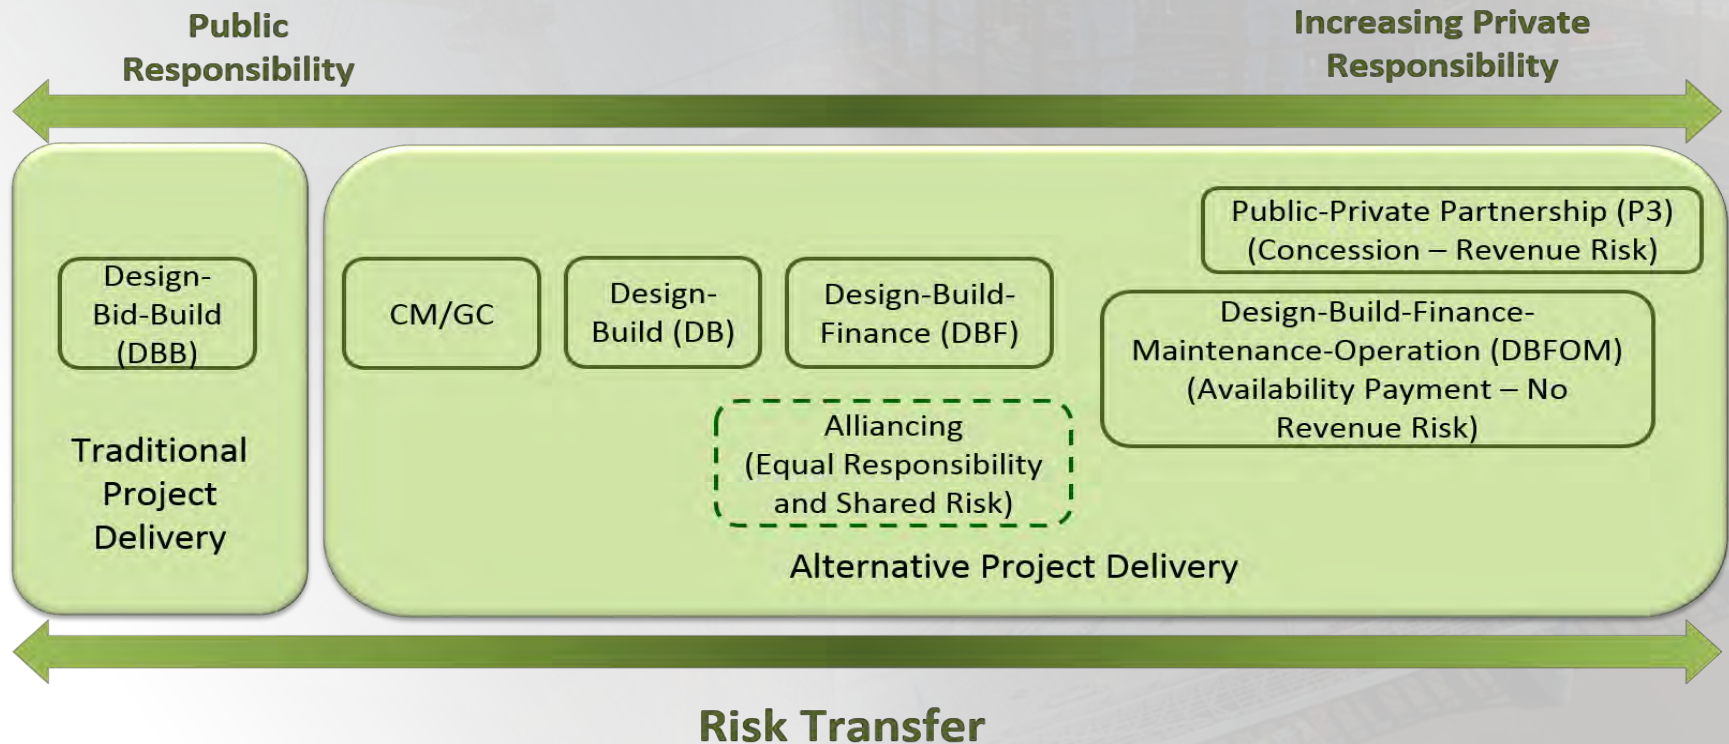 Public
Responsibility
Increasing Private
Responsibility
Design-
Bid-Build
(DBB)
Traditional
Project
Delivery
CM/GC
Design-
Build (DB)
Design-Build-
Finance (DBF)
Alliancing
(Equal Responsibility
and Shared Risk)
Public-Private Partnership (P3)
(Concession – Revenue Risk)
Design-Build-Finance-
Maintenance-Operation (DBFOM)
(Availability Payment – No
Revenue Risk)
Alternative Project Delivery
Risk Transfer